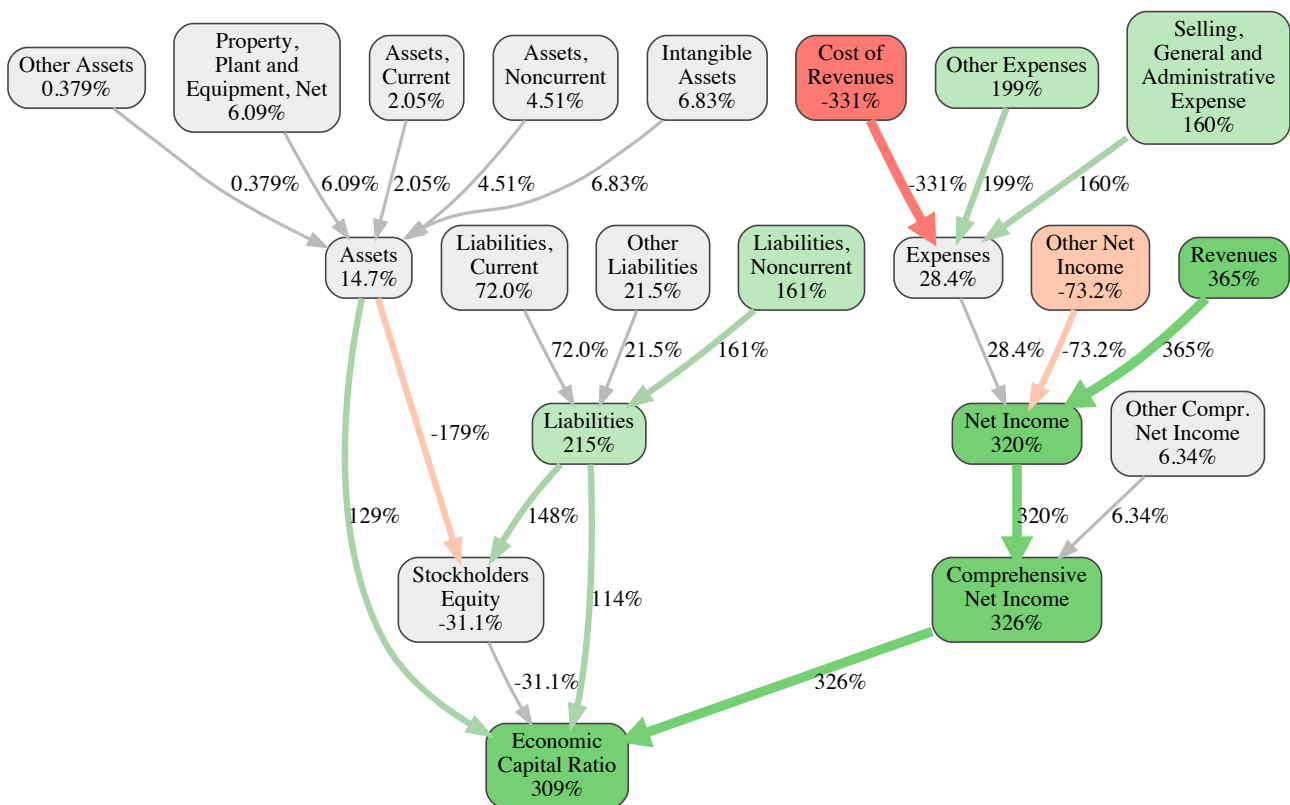 Other Assets
0.379%
Property,
Plant and
Equipment, Net
6.09%
Assets,
Current
2.05%
Assets,
Noncurrent
4.51%
Intangible
Assets
6.83%
Cost of
Revenues
-331%
Other Expenses
199%
Selling,
General and
Administrative
Expense
160%
0.379%
6.09%
2.05%
4.51%
6.83%
-331%
199%
160%
Assets
14.7%
Liabilities,
Current
72.0%
Other
Liabilities
21.5%
Liabilities,
Noncurrent
161%
Expenses
28.4%
Other Net
Income
-73.2%
Revenues
365%
72.0%
21.5%
161%
28.4%
-73.2%
365%
Liabilities
215%
Net Income
320%
Other Compr.
Net Income
6.34%
-179%
129%
148%
320%
6.34%
Stockholders
Equity
-31.1%
114%
Comprehensive
Net Income
326%
-31.1%
326%
Economic
Capital Ratio
309%